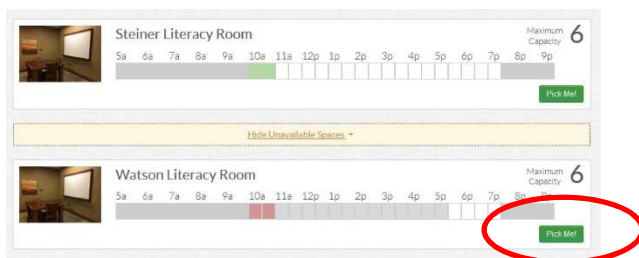 Steiner Literacy Room
Maximum Capacity 6
5a 6a 7a 8a 9a 10a 11a 12p 1p 2p 3p 4p 5p 6p 7p 8p 9p
Pick Me!
Hide Unavailable Spaces
Watson Literacy Room
Maximum Capacity 6
5a 6a 7a 8a 9a 10a 11a 12p 1p 2p 3p 4p 5p 6p 7p 8p 9p
Pick Me!